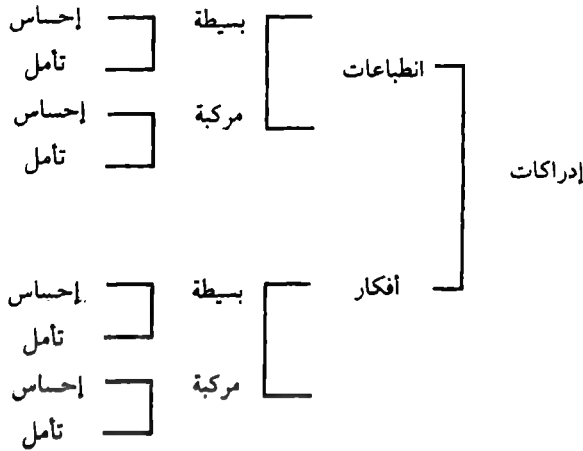 إدراكات
انطباعات
بسيطة
إحساس
تأمل
مركبة
إحساس
تأمل
أفكار
بسيطة
إحساس
تأمل
مركبة
إحساس
تأمل